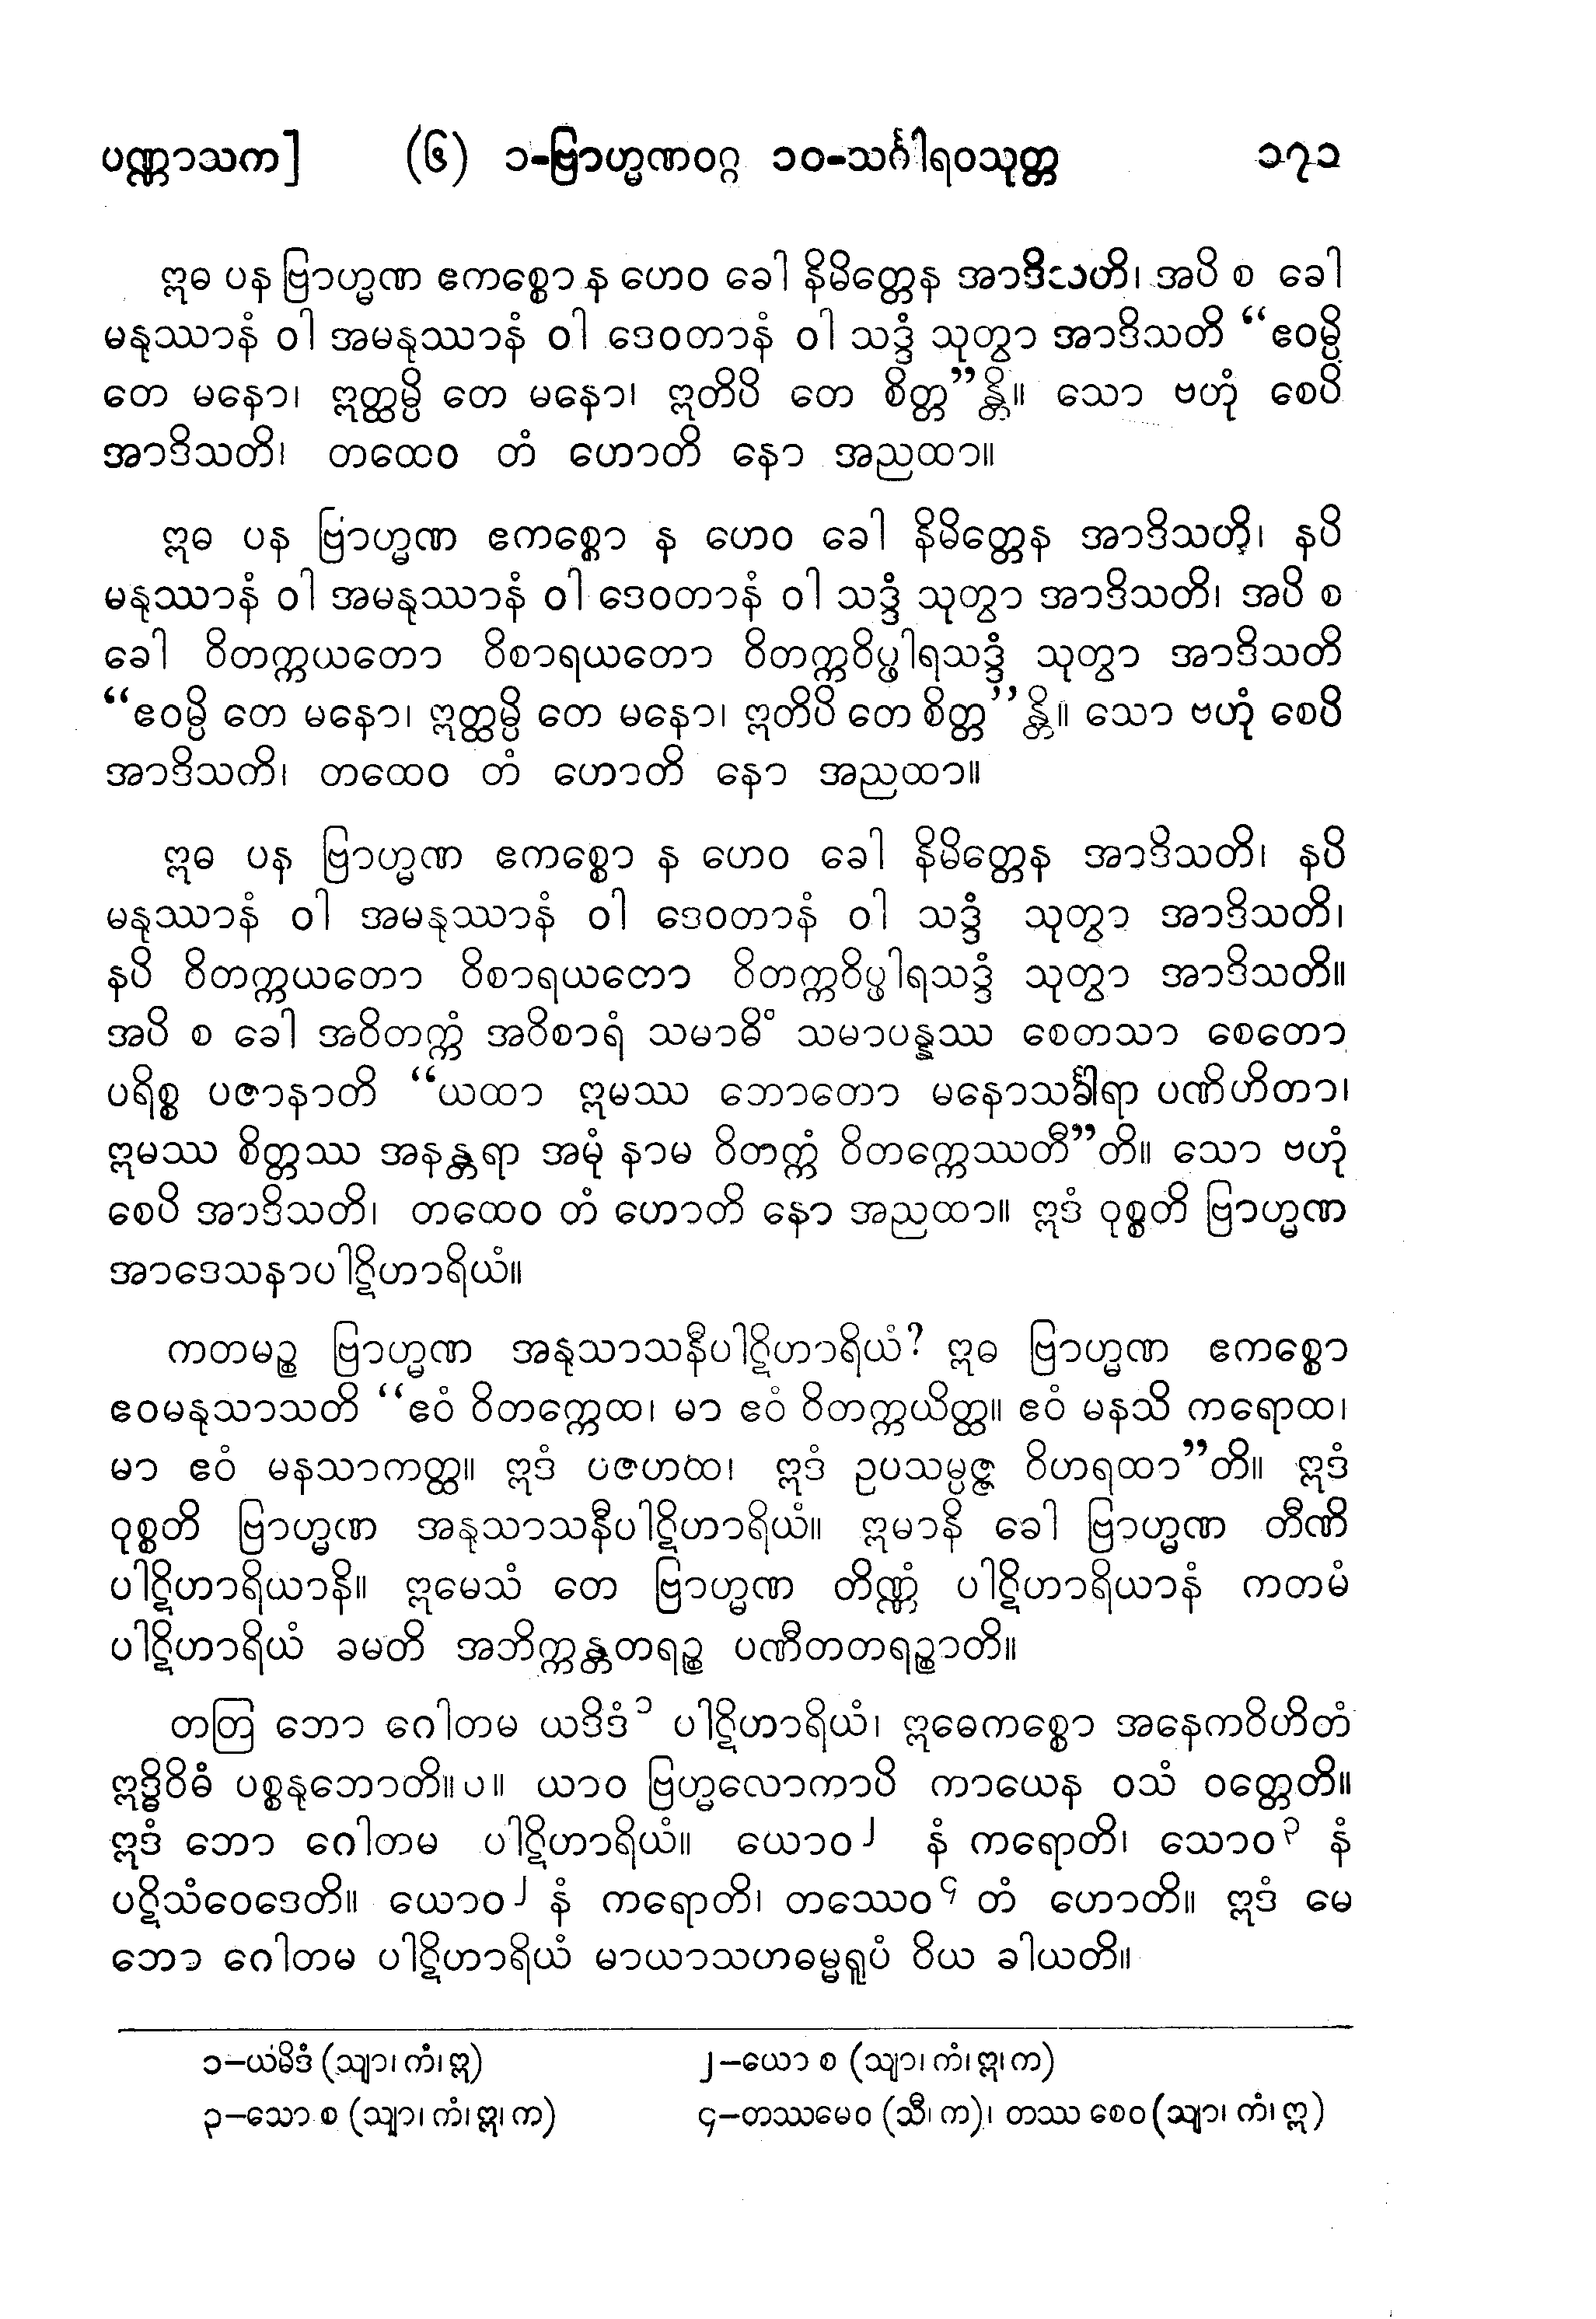 ပဏ္ဏာသက] (၆) ၁-ဗြာဟ္မဏဝဂ္ဂ ၁၀-သင်္ဂါရဝသုတ္တ ၁၇၁
ဣဓ ပန ဗြာဟ္မဏ ဧကစ္စော န ဟေဝ ခေါ နိမိတ္တေန အာဒိသတိ၊ အပိ စ ခေါ
မနုဿာနံ ဝါ အမနုဿာနံ ဝါ ဒေဝတာနံ ဝါ သဒ္ဒံ သုတွာ အာဒိသတိ “ဧဝမ္ပိ
တေ မနော၊ ဣတ္ထမ္ပိ တေ မနော၊ ဣတိပိ တေ စိတ္တ”န္တိ။ သော ဗဟုံ စေပိ
အာဒိသတိ၊ တထေဝ တံ ဟောတိ နော အညထာ။
ဣဓ ပန ဗြာဟ္မဏ ဧကစ္စော န ဟေဝ ခေါ နိမိတ္တေန အာဒိသတိ၊ နပိ
မနုဿာနံ ဝါ အမနုဿာနံ ဝါ ဒေဝတာနံ ဝါ သဒ္ဒံ သုတွာ အာဒိသတိ၊ အပိ စ
ခေါ ဝိတက္ကယတော ဝိစာရယတော ဝိတက္ကဝိပ္ဖါရသဒ္ဒံ သုတွာ အာဒိသတိ
“ဧဝမ္ပိ တေ မနော၊ ဣတ္ထမ္ပိ တေ မနော၊ ဣတိပိ တေ စိတ္တ”န္တိ။ သော ဗဟုံ စေပိ
အာဒိသတိ၊ တထေဝ တံ ဟောတိ နော အညထာ။
ဣဓ ပန ဗြာဟ္မဏ ဧကစ္စော န ဟေဝ ခေါ နိမိတ္တေန အာဒိသတိ၊ နပိ
မနုဿာနံ ဝါ အမနုဿာနံ ဝါ ဒေဝတာနံ ဝါ သဒ္ဒံ သုတွာ အာဒိသတိ၊
နပိ ဝိတက္ကယတော ဝိစာရယတော ဝိတက္ကဝိပ္ဖါရသဒ္ဒံ သုတွာ အာဒိသတိ။
အပိ စ ခေါ အဝိတက္ကံ အဝိစာရံ သမာဓိံ သမာပန္နဿ စေတသာ စေတော
ပရိစ္စ ပဇာနာတိ “ယထာ ဣမဿ ဘောတော မနောသင်္ခါရာ ပဏိဟိတာ၊
ဣမဿ စိတ္တဿ အနန္တရာ အမုံ နာမ ဝိတက္ကံ ဝိတက္ကေဿတီ”တိ။ သော ဗဟုံ
စေပိ အာဒိသတိ၊ တထေဝ တံ ဟောတိ နော အညထာ။ ဣဒံ ဝုစ္စတိ ဗြာဟ္မဏ
အာဒေသနာပါဋိဟာရိယံ။
ကတမဉ္စ ဗြာဟ္မဏ အနုသာသနီပါဋိဟာရိယံ? ဣဓ ဗြာဟ္မဏ ဧကစ္စော
ဧဝမနုသာသတိ “ဧဝံ ဝိတက္ကေထ၊ မာ ဧဝံ ဝိတက္ကယိတ္ထ။ ဧဝံ မနသိ ကရောထ၊
မာ ဧဝံ မနသာကတ္ထ။ ဣဒံ ပဇဟထ၊ ဣဒံ ဥပသမ္ပဇ္ဇ ဝိဟရထာ”တိ။ ဣဒံ
ဝုစ္စတိ ဗြာဟ္မဏ အနုသာသနီပါဋိဟာရိယံ။ ဣမာနိ ခေါ ဗြာဟ္မဏ တီဏိ
ပါဋိဟာရိယာနိ။ ဣမေသံ တေ ဗြာဟ္မဏ တိဏ္ဏံ ပါဋိဟာရိယာနံ ကတမံ
ပါဋိဟာရိယံ ခမတိ အဘိက္ကန္တတရဉ္စ ပဏီတတရဉ္စာတိ။
တတြ ဘော ဂေါတမ ယဒိဒံ၁ ပါဋိဟာရိယံ၊ ဣဓေကစ္စော အနေကဝိဟိတံ
ဣဒ္ဓိဝိဓံ ပစ္စနုဘောတိ။ပ။ ယာဝ ဗြဟ္မလောကာပိ ကာယေန ဝသံ ဝတ္တေတိ။
ဣဒံ ဘော ဂေါတမ ပါဋိဟာရိယံ။ ယောဝ၂ နံ ကရောတိ၊ သောဝ၃ နံ
ပဋိသံဝေဒေတိ။ ယောဝ၂ နံ ကရောတိ၊ တဿေဝ၄ တံ ဟောတိ။ ဣဒံ မေ
ဘော ဂေါတမ ပါဋိဟာရိယံ မာယာသဟဓမ္မရူပံ ဝိယ ခါယတိ။
၁–ယံမိဒံ (သျာ၊ ကံ၊ ဣ) ၂–ယော စ (သျာ၊ ကံ၊ ဣ၊ က)
၃–သော စ (သျာ၊ ကံ၊ ဣ၊ က) ၄–တဿမေဝ (သီ၊ က)၊ တဿ စေဝ (သျာ၊ ကံ၊ ဣ)